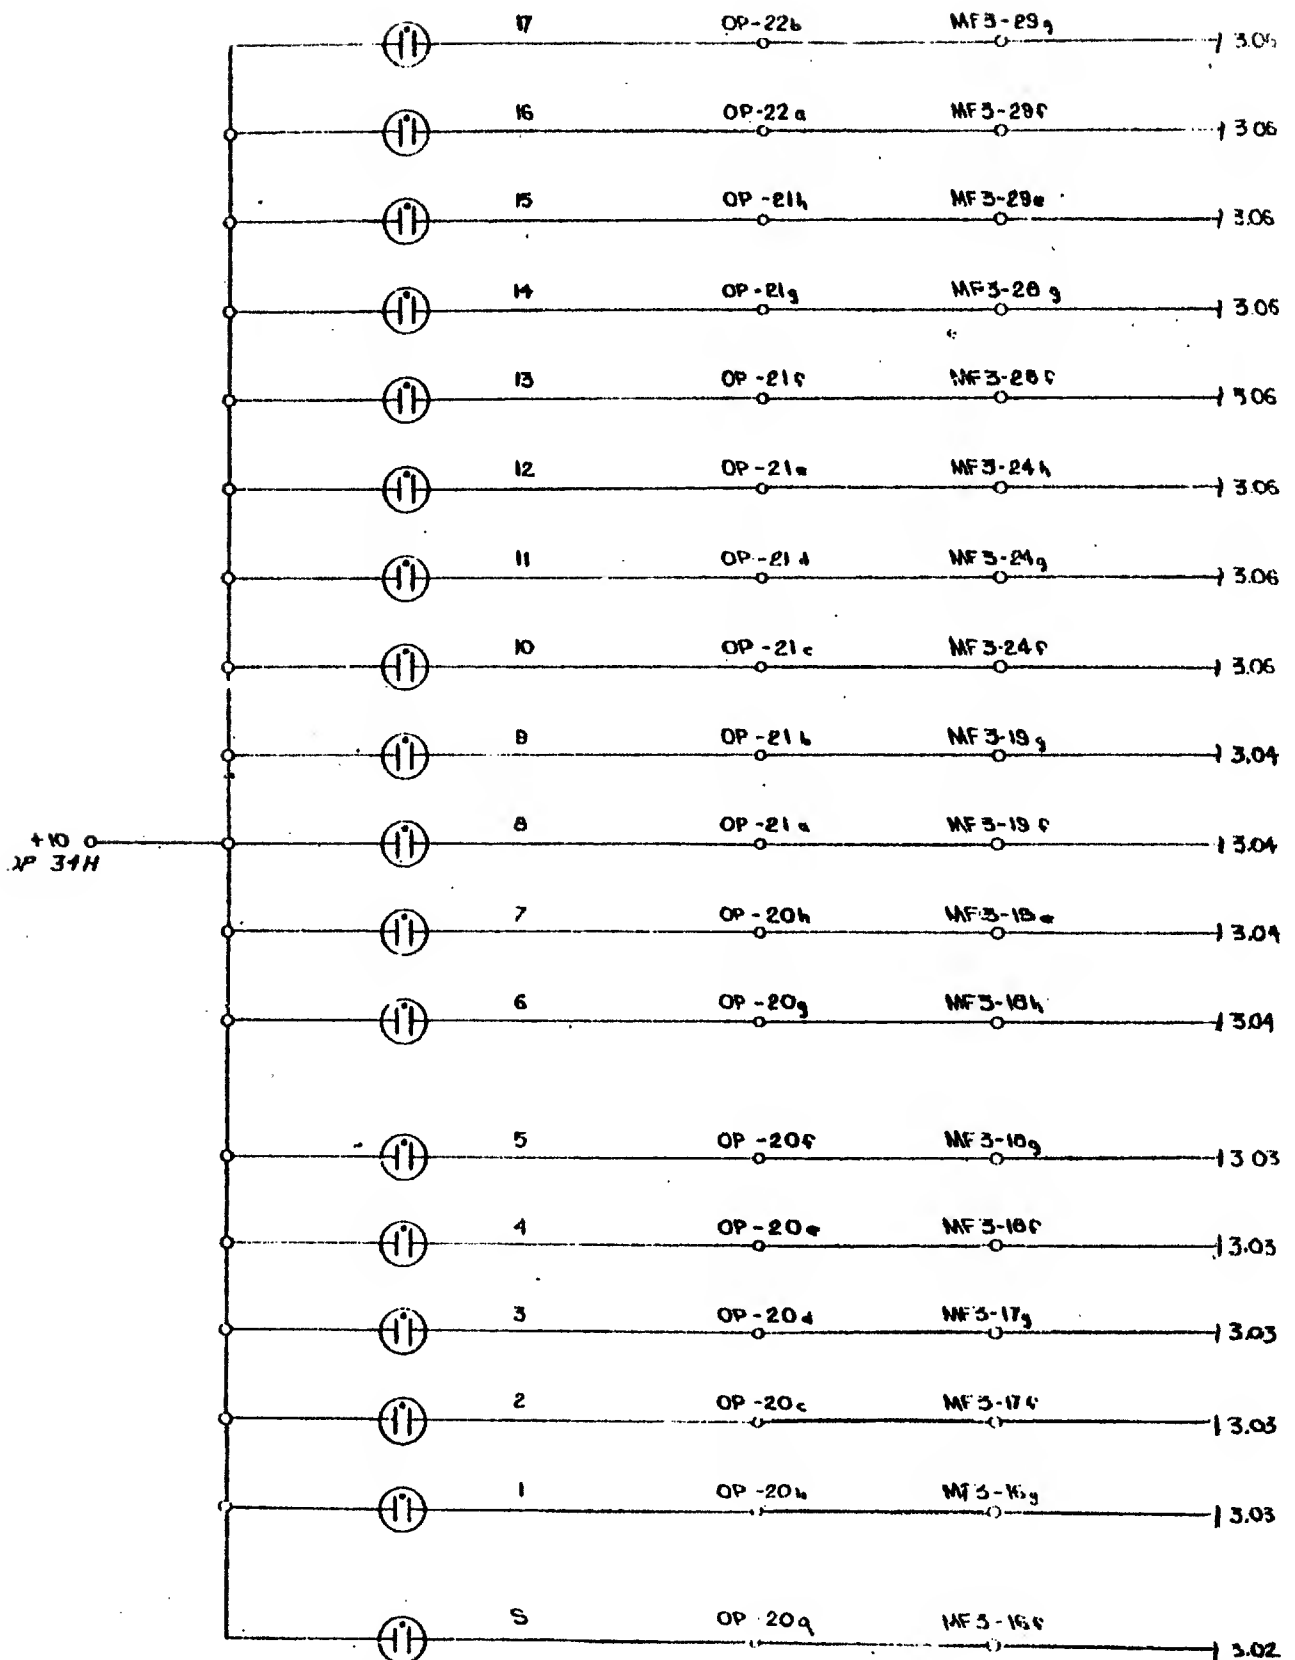 17 OP-22b MF3-29g 3.06
16 OP-22a MF3-29f 3.06
15 OP-21h MF3-29e 3.06
14 OP-21g MF3-28g 3.06
13 OP-21f MF3-28f 3.06
12 OP-21e MF3-24h 3.06
11 OP-21d MF3-24g 3.06
10 OP-21c MF3-24f 3.06
9 OP-21b MF3-19g 3.04
+10 8 OP-21a MF3-19f 3.04
34H
7 OP-20h MF3-19e 3.04
6 OP-20g MF3-18h 3.04
5 OP-20f MF3-18g 3.03
4 OP-20e MF3-18f 3.03
3 OP-20d MF3-17g 3.03
2 OP-20c MF3-17f 3.03
1 OP-20b MF3-16g 3.03
S OP 20a MF3-16f 3.02